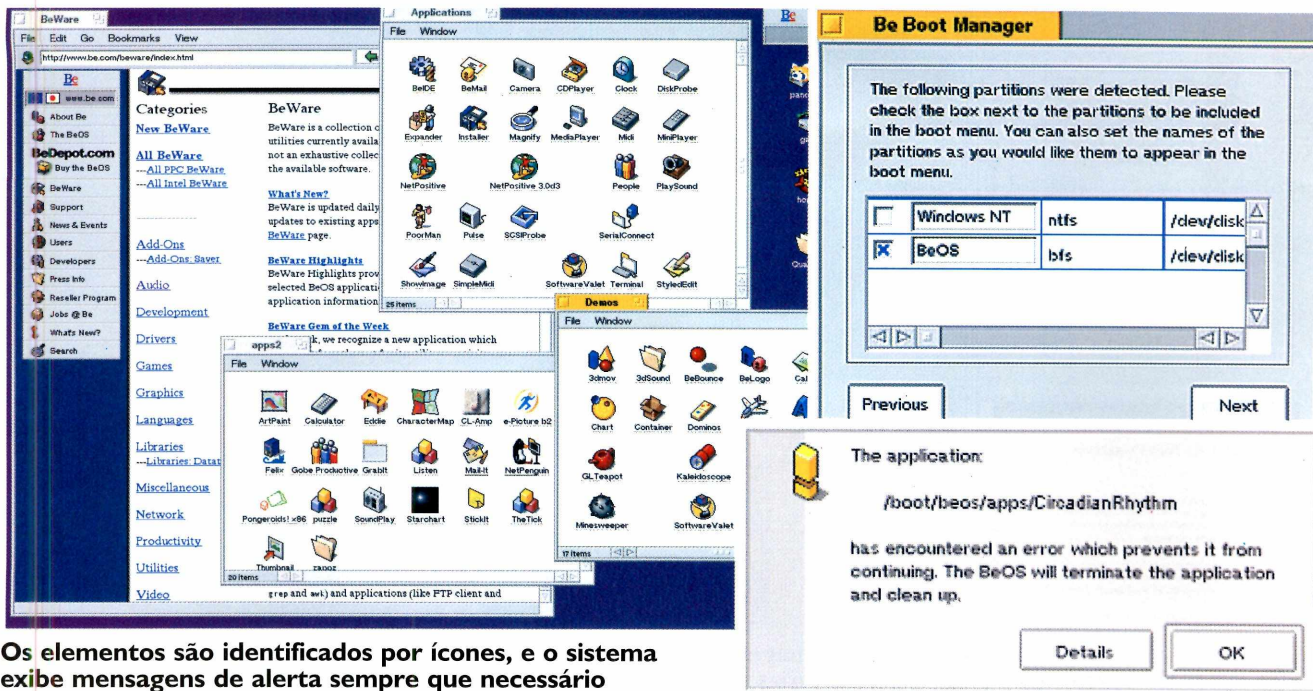 BeWare
File Edit Go Bookmarks View
http://www.be.com/beware/index.html
Be
www.be.com
About Be
The BeOS
BeDepot.com
Buy the BeOS
BeWare
Support
News & Events
Users
Developers
Press Info
Reseller Program
Jobs @ Be
What's New?
Search
Categories
New BeWare
All BeWare
---All PPC BeWare
---All Intel BeWare
Add-Ons
---Add-Ons: Saver
Audio
Development
Drivers
Games
Graphics
Languages
Libraries
---Libraries: Datat
Miscellaneous
Network
Productivity
Utilities
Video
BeWare
BeWare is a collection
utilities currently availa
not an exhaustive collec
the available software.
What's New?
BeWare is updated daily
updates to existing apps
BeWare page.
BeWare Highlights
BeWare Highlights prov
selected BeOS applicati
application information
BeWare Gem of the Week
k, we recognize a new application which
grep and awk) and applications (like FTP client and
Applications
File Window
BeIDE BeMail Camera CDPlayer Clock DiskProbe
Expander Installer Magnify MediaPlayer Midi MiniPlayer
NetPositive NetPositive 3.0d3 People PlaySound
PoorMan Pulse SCSIProbe SerialConnect
ShowImage SimpleMidi SoftwareValet Terminal StyledEdit
25 items
Be
apps2
File Window
ArtPaint Calculator Eddie CharacterMap CL-Amp e-Picture b2
Felix Gobe Productive GrabIt Listen Mail-It NetPenguin
Pongeroids! x86 puzzle SoundPlay Starchart StickIt TheTick
Thumbnail zapoz
20 items
Demos
File Window
3dmov 3dSound BeBounce BeLogo Cal
Chart Container Dominos
GLTeapot Kaleidoscope
Minesweeper SoftwareValet
17 items
Be Boot Manager
The following partitions were detected. Please
check the box next to the partitions to be included
in the boot menu. You can also set the names of the
partitions as you would like them to appear in the
boot menu.
Windows NT ntfs /dev/disk
BeOS bfs /dev/disk
Previous Next
The application:
/boot/beos/apps/CircadianRhythm
has encountered an error which prevents it from
continuing. The BeOS will terminate the application
and clean up.
Details OK
Os elementos são identificados por ícones, e o sistema
exibe mensagens de alerta sempre que necessário